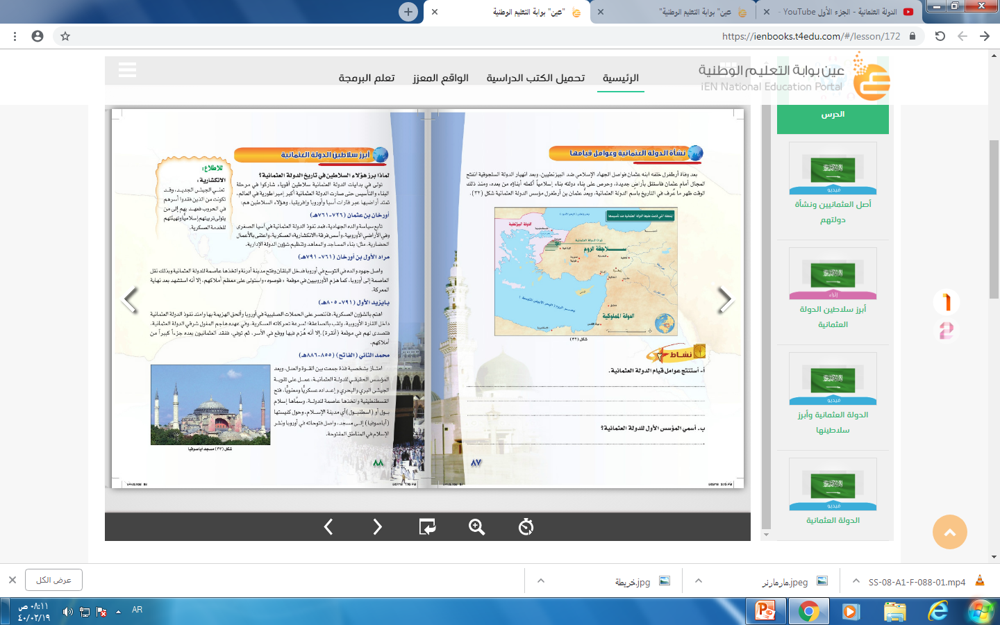 الدولة العثمانية - الجزء الأول - YouTube
عين" بوابة التعليم الوطنية"
"عين" بوابة التعليم الوطنية
https://ienbooks.t4edu.com/#/lesson/172
عين بوابة التعليم الوطنية
iEN National Education Portal
الرئيسية
تحميل الكتب الدراسية
الواقع المعزز
تعلم البرمجة
الدرس
فيديو
أصل العثمانيين ونشأة
دولتهم
إثراء
أبرز سلاطين الدولة
العثمانية
فيديو
الدولة العثمانية وأبرز
سلاطينها
فيديو
الدولة العثمانية
1
2
نشأة الدولة العثمانية وعوامل قيامها
بعد وفاة أرطغرل خلفه ابنه عثمان فواصل الجهاد الإسلامي ضد البيزنطيين، وبعد انهيار الدولة السلجوقية انفتح
المجال أمام عثمان فاستقل بأراضٍ جديدة، وحرص على بناء دولته بناء إسلامياً أكمله أبناؤه من بعده، ومنذ ذلك
الوقت ظهر ما عُرف في التاريخ باسم الدولة العثمانية، ويعدُّ عثمان بن أرطغرل مؤسس الدولة العثمانية شكل (٣٢).
الدولة البيزنطية
سلاجقة الروم
الدولة المملوكية
شكل (٣٢)
نشاط
أ- أستنتج عوامل قيام الدولة العثمانية.
ب. أسمي المؤسس الأول للدولة العثمانية؟
٨٧
أبرز سلاطين الدولة العثمانية
لماذا برز هؤلاء السلاطين في تاريخ الدولة العثمانية؟
تولى في بدايات الدولة العثمانية سلاطين أقوياء شاركوا في مرحلة
البناء والتأسيس حتى صارت الدولة العثمانية أكبر إمبراطورية في العالم،
تمتد أراضيها عبر قارات آسيا وأوروبا وإفريقيا، وهؤلاء السلاطين هم:
أورخان بن عثمان (٧٢٦-٧٦١هـ)
تابع سياسة والده الجهادية، فمد نفوذ الدولة العثمانية في آسيا الصغرى
وفي الأراضي الأوروبية، وأسس فرقة «الانكشارية» العسكرية، واعتنى بالأعمال
الحضارية، مثل: بناء المساجد والمعاهد وتنظيم شؤون الدولة الإدارية.
مراد الأول بن أورخان (٧٦١- ٧٩١هـ)
واصل جهود والده في التوسع في أوروبا فدخل البلقان وفتح مدينة أدرنة واتخذها عاصمة للدولة العثمانية وبذلك نقل
العاصمة إلى أوروبا، كما هزم الأوروبيين في موقعة «قوصوه» واستولى على معظم أملاكهم، إلا أنه استشهد بعد نهاية
المعركة.
بايزيد الأول (٧٩١- ٨٠٥هـ)
اهتم بالشؤون العسكرية، فانتصر على الحملات الصليبية في أوروبا وألحق الهزيمة بها وامتد نفوذ الدولة العثمانية
داخل القارة الأوروبية، ولقب بالصاعقة؛ لسرعة تحركاته العسكرية، وفي عهده هاجم المغول شرقي الدولة العثمانية،
فتصدى لهم في موقعة (أنقرة)، إلا أنه هُزم فيها ووقع في الأسر، ثم توفي، ففقد العثمانيون بعده جزءاً كبيراً من
أملاكهم.
محمد الثاني (الفاتح) (٨٥٥-٨٨٦هـ)
امتاز بشخصية فذة جمعت بين القوة والعدل، ويعد
المؤسس الحقيقي للدولة العثمانية، عمل على تقوية
الجيش البري والبحري وإعداده عسكريًّا ومعنويًّا، فتح
القسطنطينية واتخذها عاصمة للدولة، وسمَّاها إسلام
بول أو (اسطنبول) أي مدينة الإسلام، وحول كنيستها
(أياصوفيا) إلى مسجد، واصل فتوحاته في أوروبا ونشر
الإسلام في المناطق المفتوحة.
للاطلاع:
الانكشارية:
تعني الجيش الجديد، وقد
تكونت من الذين فقدوا أسرهم
في الحروب فعهد بهم إلى من
يتولى تربيتهم إسلاميًّا وتهيئتهم
للخدمة العسكرية.
شكل (٣٣) مسجد أياصوفيا
٨٨
SS-08-A1-F-088-01.mp4
مارمارنر.jpeg
خريطة.jpg
عرض الكل
AR
٠٨:١١ ص
٤٠/٠٢/١٩